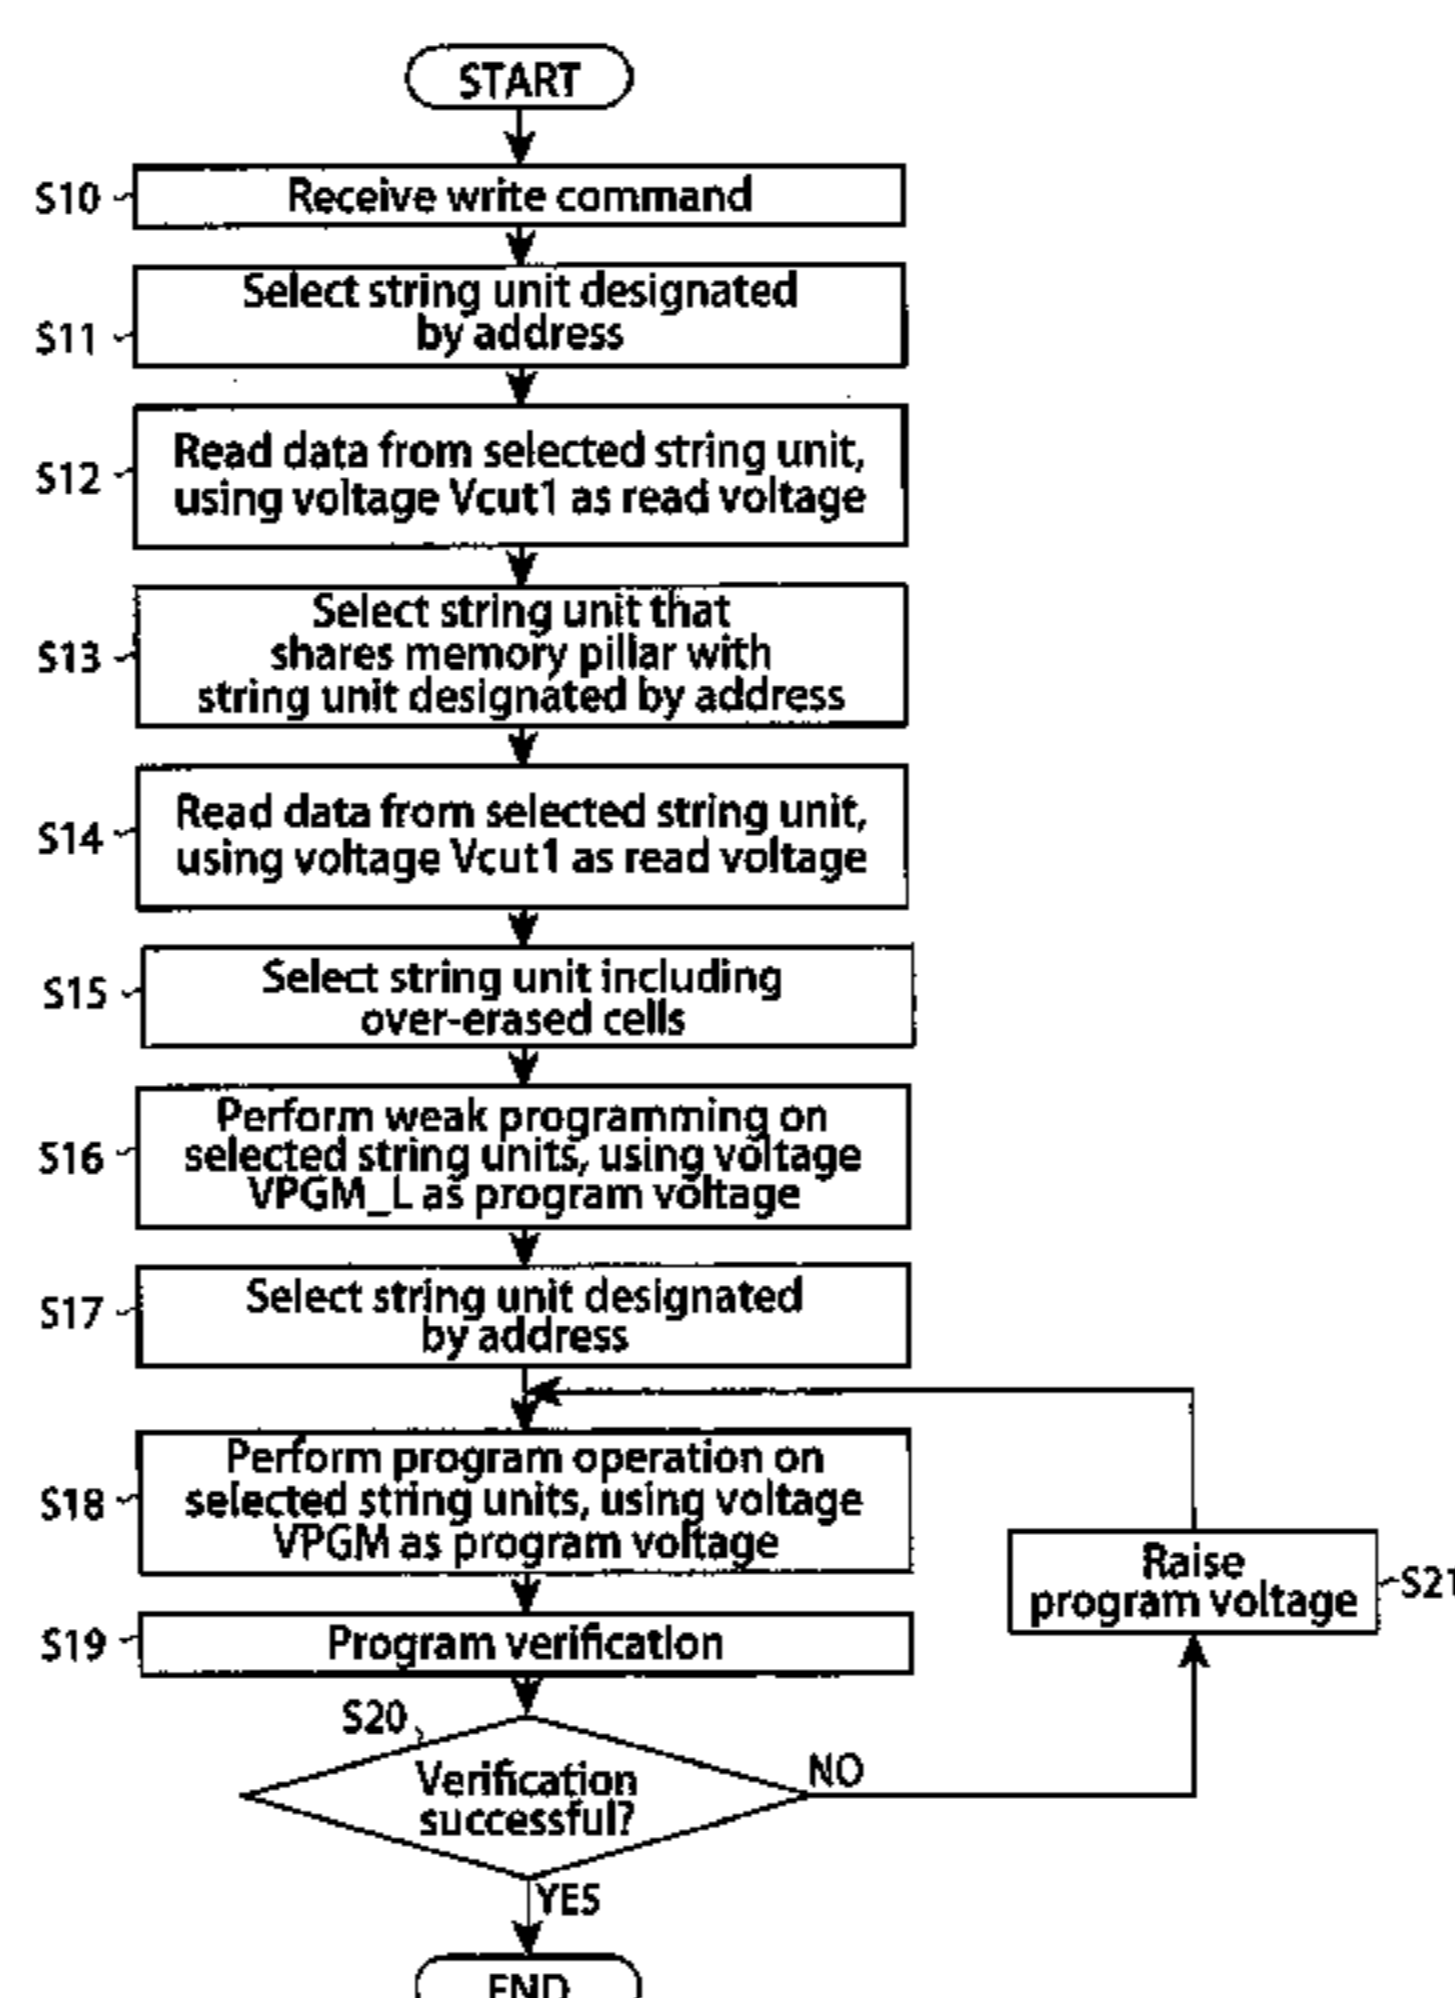 START
S10
Receive write command
S11
Select string unit designated
by address
S12
Read data from selected string unit,
using voltage Vcut1 as read voltage
S13
Select string unit that
shares memory pillar with
string unit designated by address
S14
Read data from selected string unit,
using voltage Vcut1 as read voltage
S15
Select string unit including
over-erased cells
S16
Perform weak programming on
selected string units, using voltage
VPGM_L as program voltage
S17
Select string unit designated
by address
S18
Perform program operation on
selected string units, using voltage
VPGM as program voltage
Raise
program voltage
S21
S19
Program verification
S20
Verification
successful?
NO
YES
END